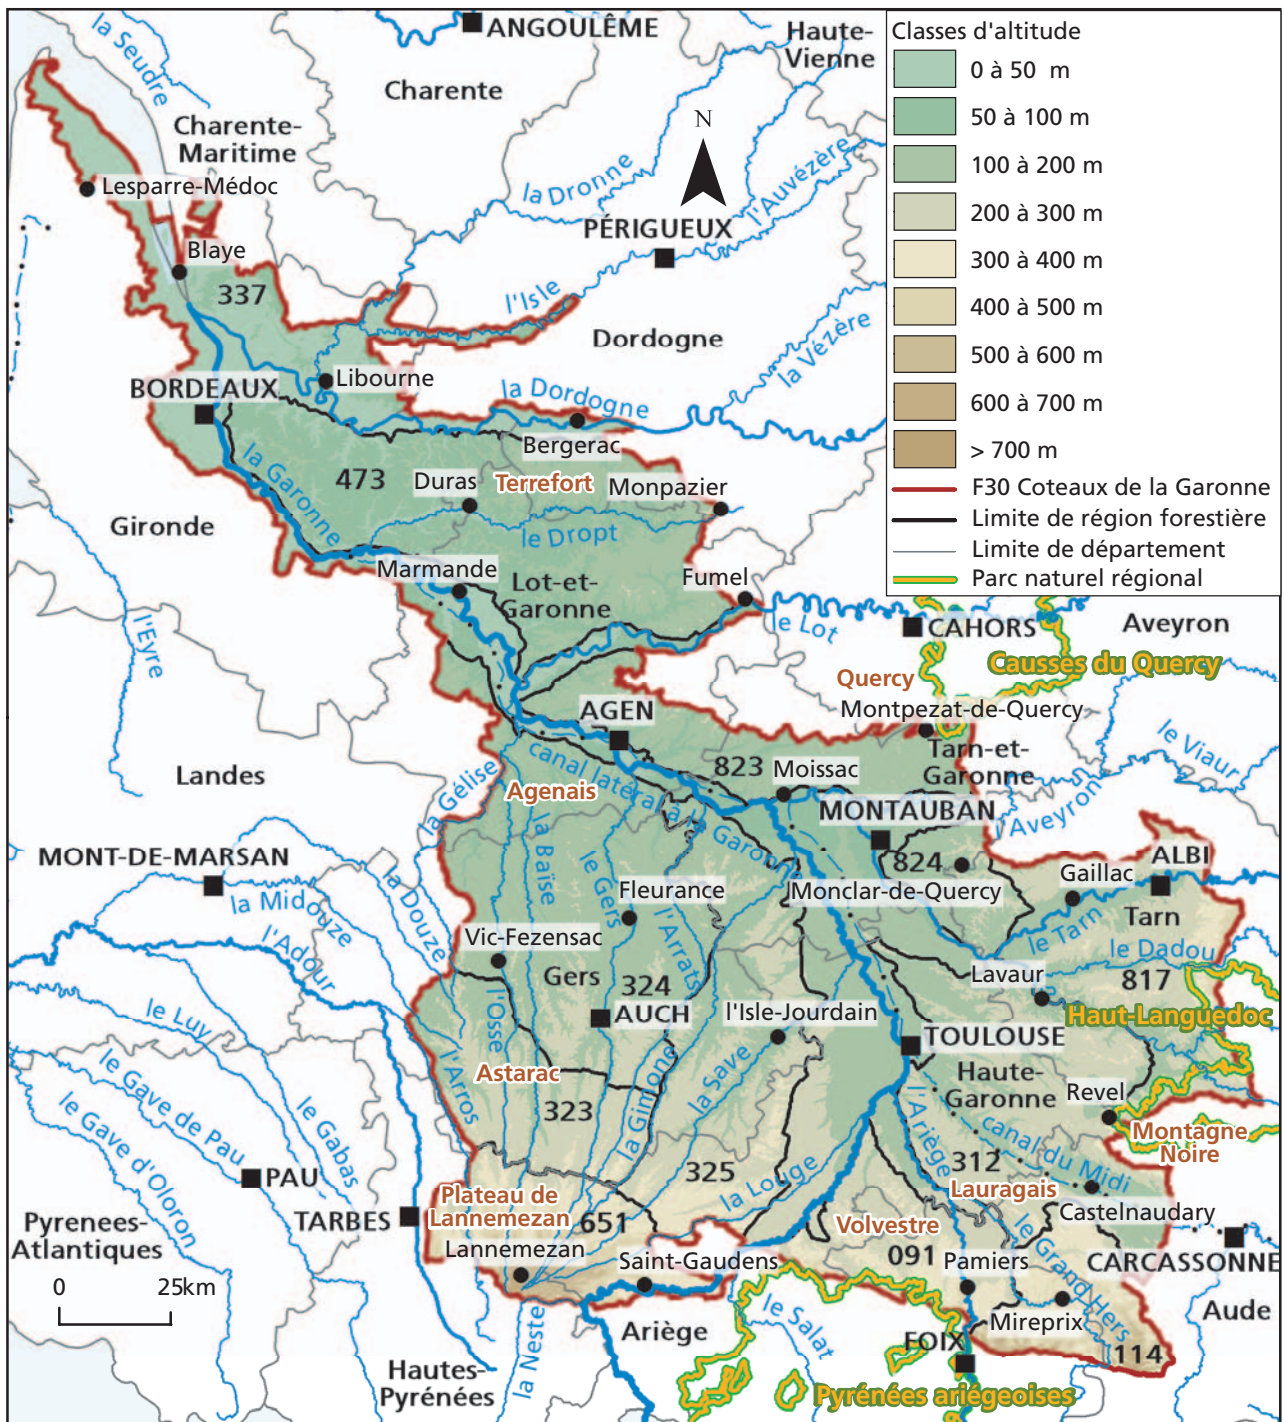 la Seudre
ANGOULÊME
Haute-
Vienne
Charente
Charente-
Maritime
Lesparre-Médoc
la Dronne
N
l'Auvézère
PÉRIGUEUX
Blaye
337
l'Isle
Dordogne
la Vézère
BORDEAUX
Libourne
la Dordogne
Bergerac
la Garonne
473
Duras
Terrefort
Monpazier
Gironde
le Dropt
Marmande
Lot-et-
Garonne
Fumel
le Lot
CAHORS
Aveyron
l'Eyre
Causses du Quercy
Quercy
Montpezat-de-Quercy
AGEN
Tarn-et-
Garonne
le Viaur
Landes
la Gélise
canal latéral à la Garonne
823
Moissac
Agenais
MONTAUBAN
l'Aveyron
la Baïse
MONT-DE-MARSAN
824
ALBI
Gaillac
le Gers
Fleurance
Monclar-de-Quercy
la Midouze
la Douze
l'Arrats
Tarn
le Tarn
l'Adour
Vic-Fezensac
le Dadou
Gers
324
Lavaur
817
le Luy
l'Osse
AUCH
l'Isle-Jourdain
Haut-Languedoc
TOULOUSE
l'Arros
Astarac
la Gimone
la Save
Haute-
Garonne
le Gave de Pau
le Gabas
323
l'Ariège
Revel
le Gave d'Oloron
canal du Midi
Montagne
Noire
PAU
325
312
la Louge
Lauragais
Plateau de
Lannemezan
651
Volvestre
Castelnaudary
TARBES
Pyrenees-
Atlantiques
091
le Grand Hers
CARCASSONNE
Lannemezan
Saint-Gaudens
Pamiers
0 25km
la Neste
Ariège
le Salat
Mireprix
Aude
FOIX
114
Hautes-
Pyrénées
Pyrénées ariégeoises
Classes d'altitude
0 à 50 m
50 à 100 m
100 à 200 m
200 à 300 m
300 à 400 m
400 à 500 m
500 à 600 m
600 à 700 m
> 700 m
F30 Coteaux de la Garonne
Limite de région forestière
Limite de département
Parc naturel régional